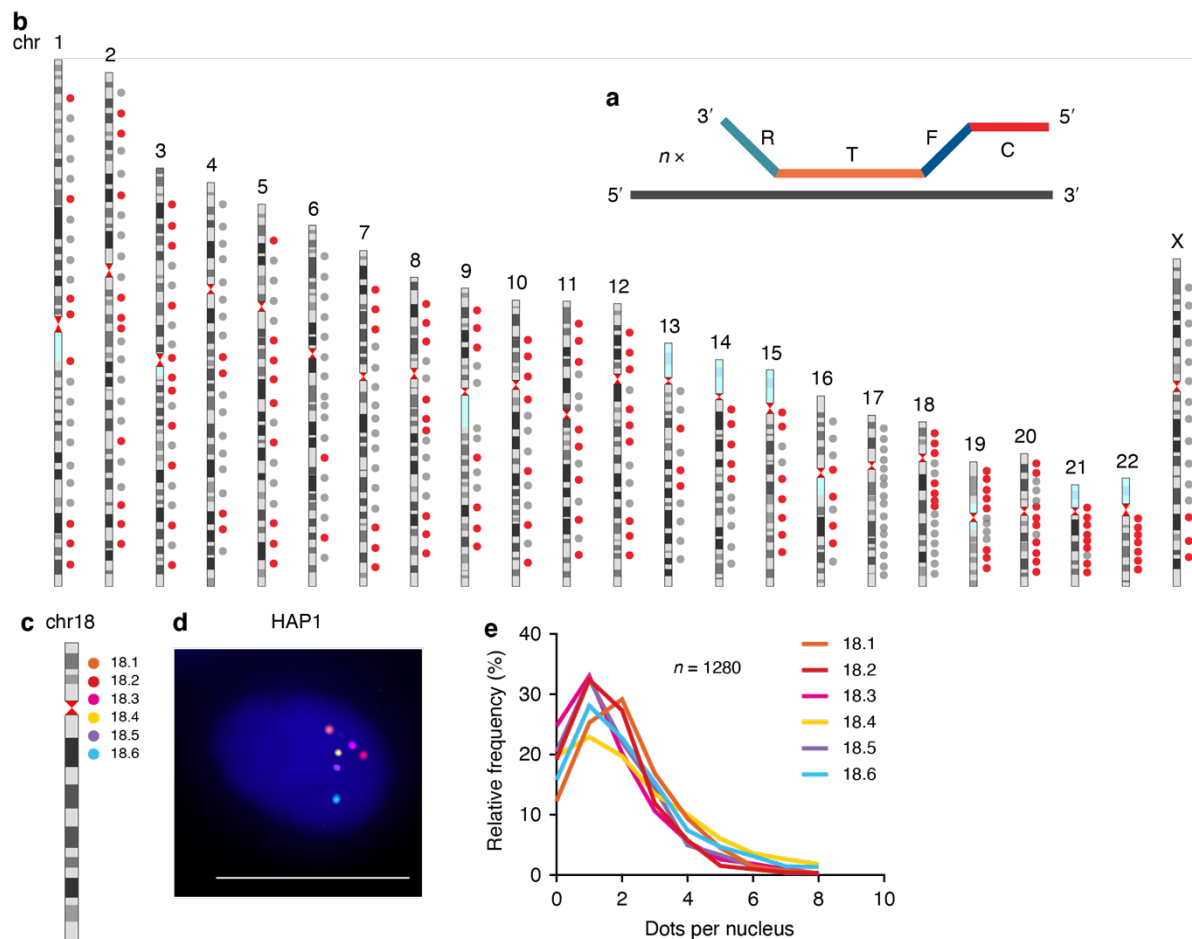 b
chr
1
2
3
4
5
6
7
8
9
10
11
12
13
14
15
16
17
18
19
20
21
22
X
a
3′
5′
R
T
F
C
n ×
5′
3′
c
chr18
18.1
18.2
18.3
18.4
18.5
18.6
d
HAP1
e
Relative frequency (%)
40
30
20
10
0
0
2
4
6
8
10
Dots per nucleus
n = 1280
18.1
18.2
18.3
18.4
18.5
18.6